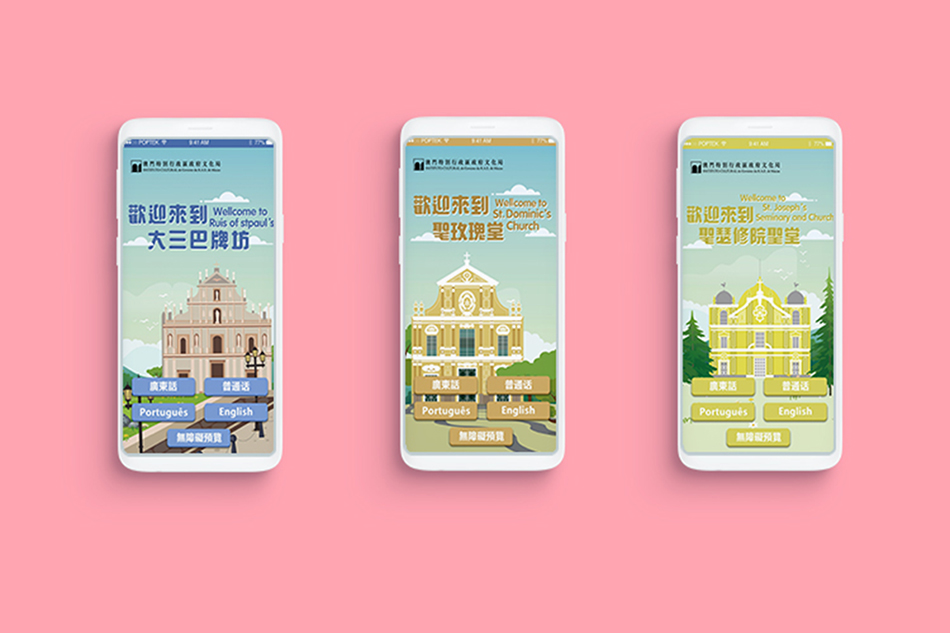 POPTEK 9:41 AM 77%
澳門特別行政區政府文化局
INSTITUTO CULTURAL do Governo da R.A.E. de Macau
歡迎來到 Wellcome to
Ruis of stpaul's
大三巴牌坊
廣東話 普通话
Português English
無障礙預覽
POPTEK 9:41 AM 77%
澳門特別行政區政府文化局
INSTITUTO CULTURAL do Governo da R.A.E. de Macau
歡迎來到 Wellcome to
St. Dominic's
聖玫瑰堂 Church
廣東話 普通话
Português English
無障礙預覽
POPTEK 9:41 AM 77%
澳門特別行政區政府文化局
INSTITUTO CULTURAL do Governo da R.A.E. de Macau
Welcome to
St. Joseph's
歡迎來到 Seminary and Church
聖瑟修院聖堂
廣東話 普通话
Português English
無障礙預覽